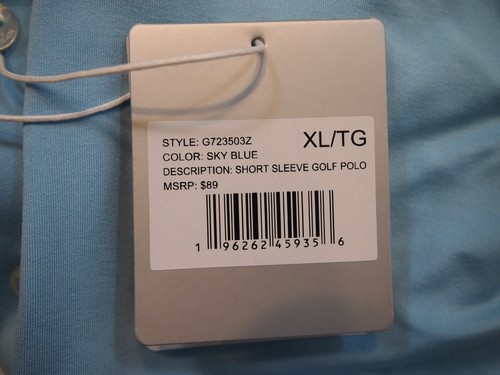 STYLE: G723503Z XL/TG
COLOR: SKY BLUE
DESCRIPTION: SHORT SLEEVE GOLF POLO
MSRP: $89
1 96262 45935 6